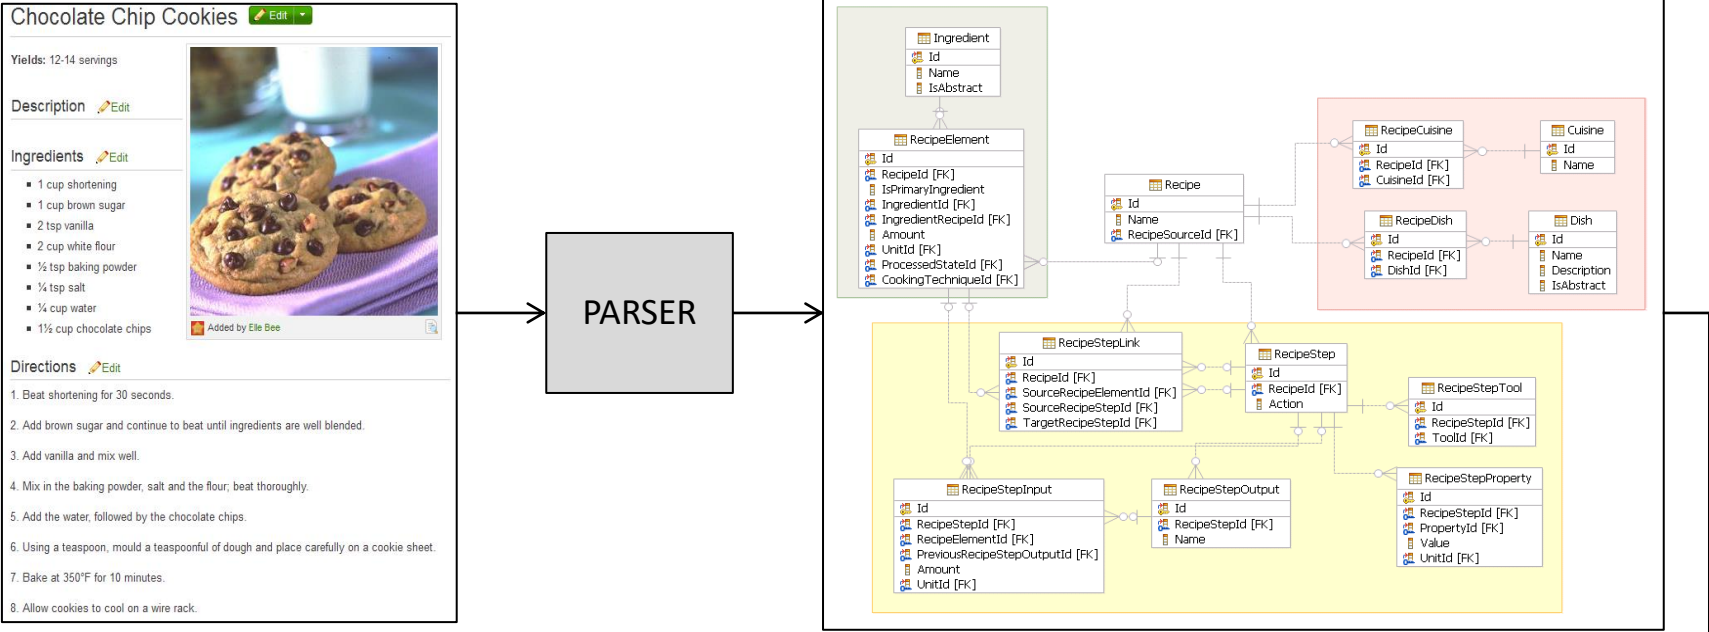 Chocolate Chip Cookies Edit
Yields: 12-14 servings
Description Edit
Ingredients Edit
1 cup shortening
1 cup brown sugar
2 tsp vanilla
2 cup white flour
½ tsp baking powder
¼ tsp salt
¼ cup water
1½ cup chocolate chips
Added by Elle Bee
Directions Edit
1. Beat shortening for 30 seconds.
2. Add brown sugar and continue to beat until ingredients are well blended.
3. Add vanilla and mix well.
4. Mix in the baking powder, salt and the flour; beat thoroughly.
5. Add the water, followed by the chocolate chips.
6. Using a teaspoon, mould a teaspoonful of dough and place carefully on a cookie sheet.
7. Bake at 350°F for 10 minutes.
8. Allow cookies to cool on a wire rack.
PARSER
Ingredient
Id
Name
IsAbstract
RecipeElement
Id
RecipeId [FK]
IsPrimaryIngredient
IngredientId [FK]
IngredientRecipeId [FK]
Amount
UnitId [FK]
ProcessedStateId [FK]
CookingTechniqueId [FK]
Recipe
Id
Name
RecipeSourceId [FK]
RecipeCuisine
Id
RecipeId [FK]
CuisineId [FK]
Cuisine
Id
Name
RecipeDish
Id
RecipeId [FK]
DishId [FK]
Dish
Id
Name
Description
IsAbstract
RecipeStepLink
Id
RecipeId [FK]
SourceRecipeElementId [FK]
SourceRecipeStepId [FK]
TargetRecipeStepId [FK]
RecipeStep
Id
RecipeId [FK]
Action
RecipeStepTool
Id
RecipeStepId [FK]
ToolId [FK]
RecipeStepInput
Id
RecipeStepId [FK]
RecipeElementId [FK]
PreviousRecipeStepOutputId [FK]
Amount
UnitId [FK]
RecipeStepOutput
Id
RecipeStepId [FK]
Name
RecipeStepProperty
Id
RecipeStepId [FK]
PropertyId [FK]
Value
UnitId [FK]